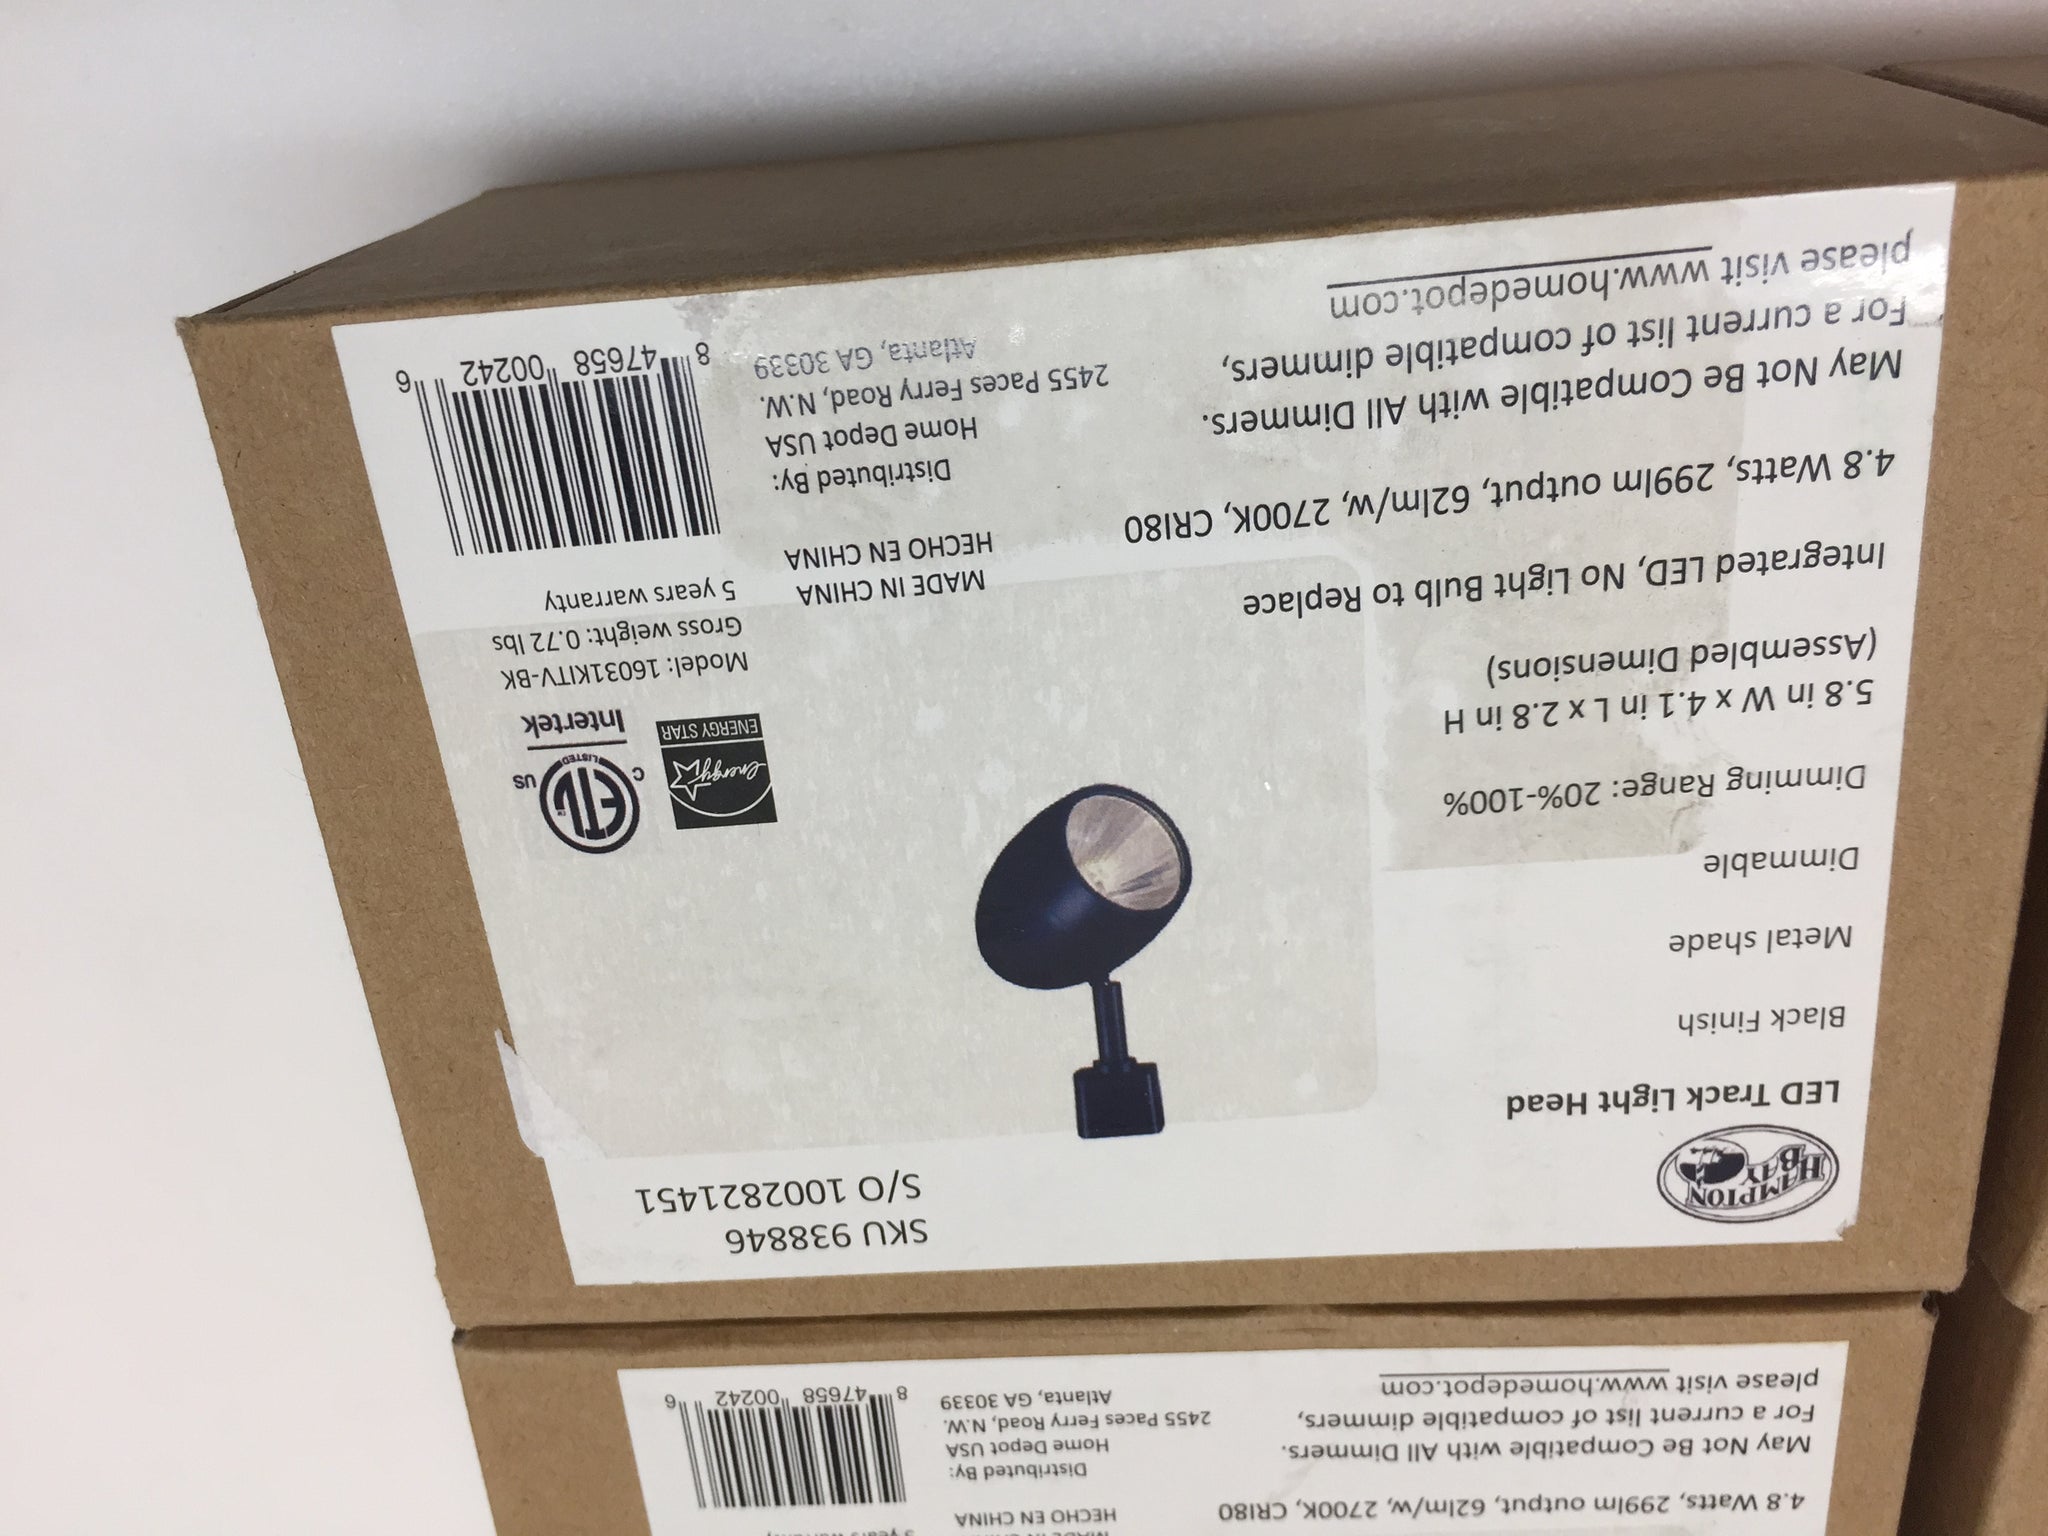 SKU 938846
S/O 1002821451
HAMPTON
BAY
LED Track Light Head
Black Finish
Metal shade
Dimmable
Dimming Range: 20%-100%
5.8 in W x 4.1 in L x 2.8 in H
(Assembled Dimensions)
Integrated LED, No Light Bulb to Replace
4.8 Watts, 299lm output, 62lm/w, 2700K, CRI80
May Not Be Compatible with All Dimmers.
For a current list of compatible dimmers,
please visit www.homedepot.com
energy
ENERGY STAR
ETL
LISTED
C US
Intertek
Model: 16031KITV-BK
Gross weight: 0.72 lbs
5 years warranty
MADE IN CHINA
HECHO EN CHINA
Distributed By:
Home Depot USA
2455 Paces Ferry Road, N.W.
Atlanta, GA 30339
8 47658 00242 6
4.8 Watts, 299lm output, 62lm/w, 2700K, CRI80
May Not Be Compatible with All Dimmers.
For a current list of compatible dimmers,
please visit www.homedepot.com
HECHO EN CHINA
Distributed By:
Home Depot USA
2455 Paces Ferry Road, N.W.
Atlanta, GA 30339
8 47658 00242 6